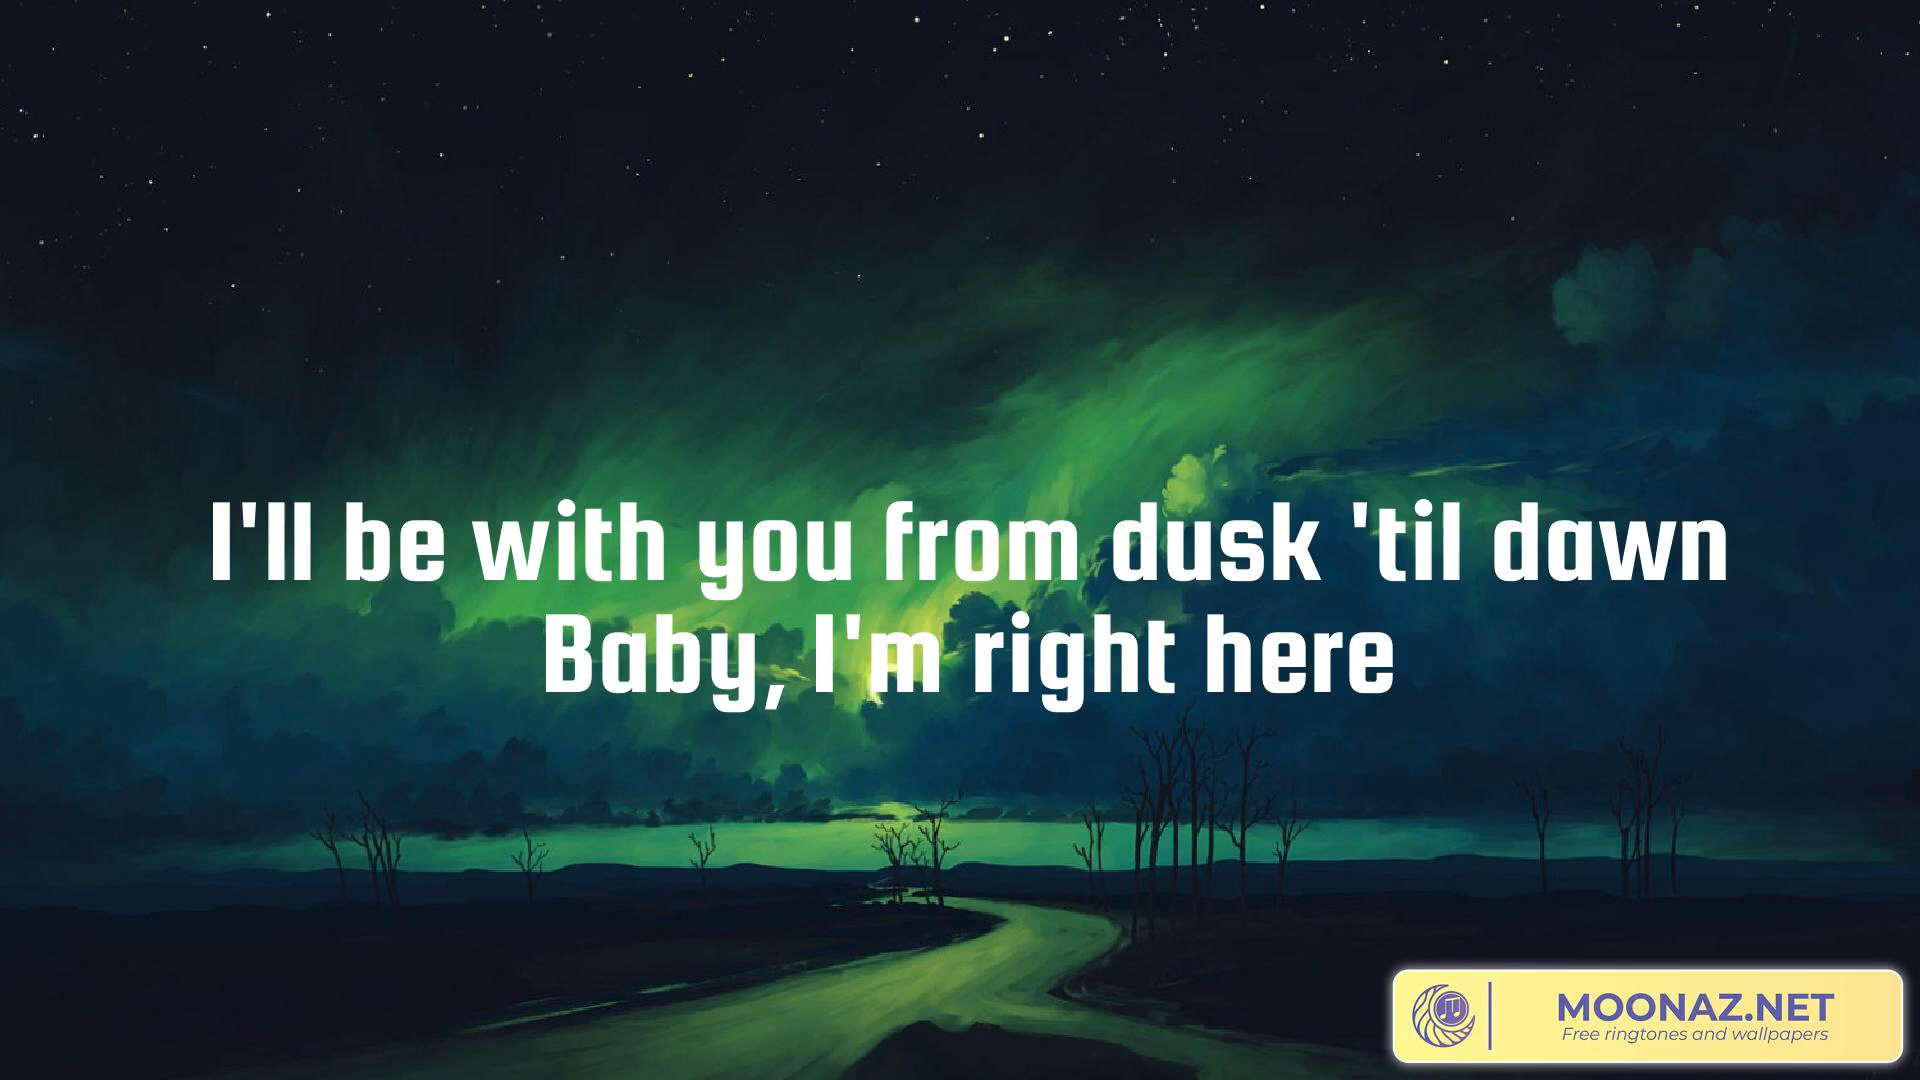 I'll be with you from dusk 'til dawn
Baby, I'm right here
MOONAZ.NET
Free ringtones and wallpapers